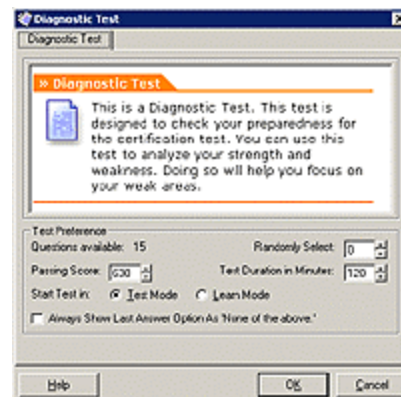 Diagnostic Test
Diagnostic Test
» Diagnostic Test
This is a Diagnostic Test. This test is
designed to check your preparedness for
the certification test. You can use this
test to analyze your strength and
weakness. Doing so will help you focus on
your weak areas.
Test Preference
Questions available: 15 Randomly Select: 0
Passing Score: Test Duration in Minutes: 120
Start Test in: Test Mode Learn Mode
Always Show Last Answer Option As 'None of the above.'
Help OK Cancel